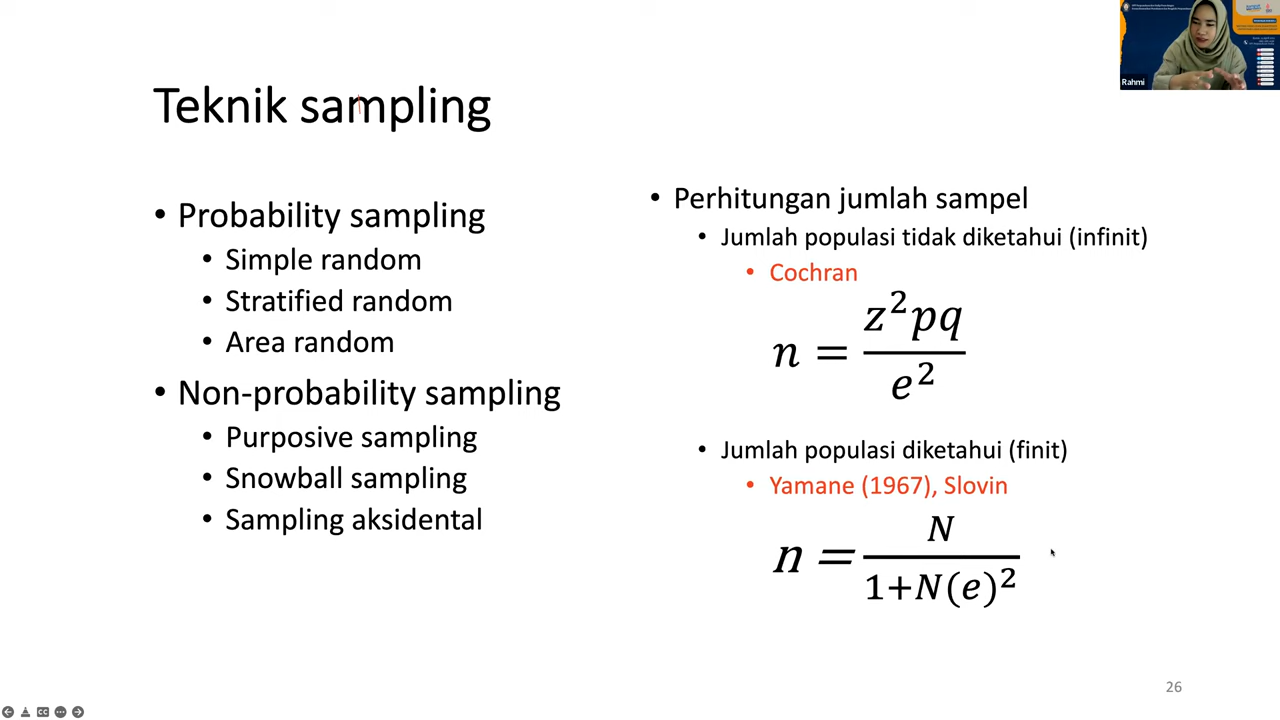 Teknik sampling
• Probability sampling
• Simple random
• Stratified random
• Area random
• Non-probability sampling
• Purposive sampling
• Snowball sampling
• Sampling aksidental
• Perhitungan jumlah sampel
• Jumlah populasi tidak diketahui (infinit)
• Cochran
n = z²pq / e²
• Jumlah populasi diketahui (finit)
• Yamane (1967), Slovin
n = N / 1+N(e)²
26
Rahmi
CC